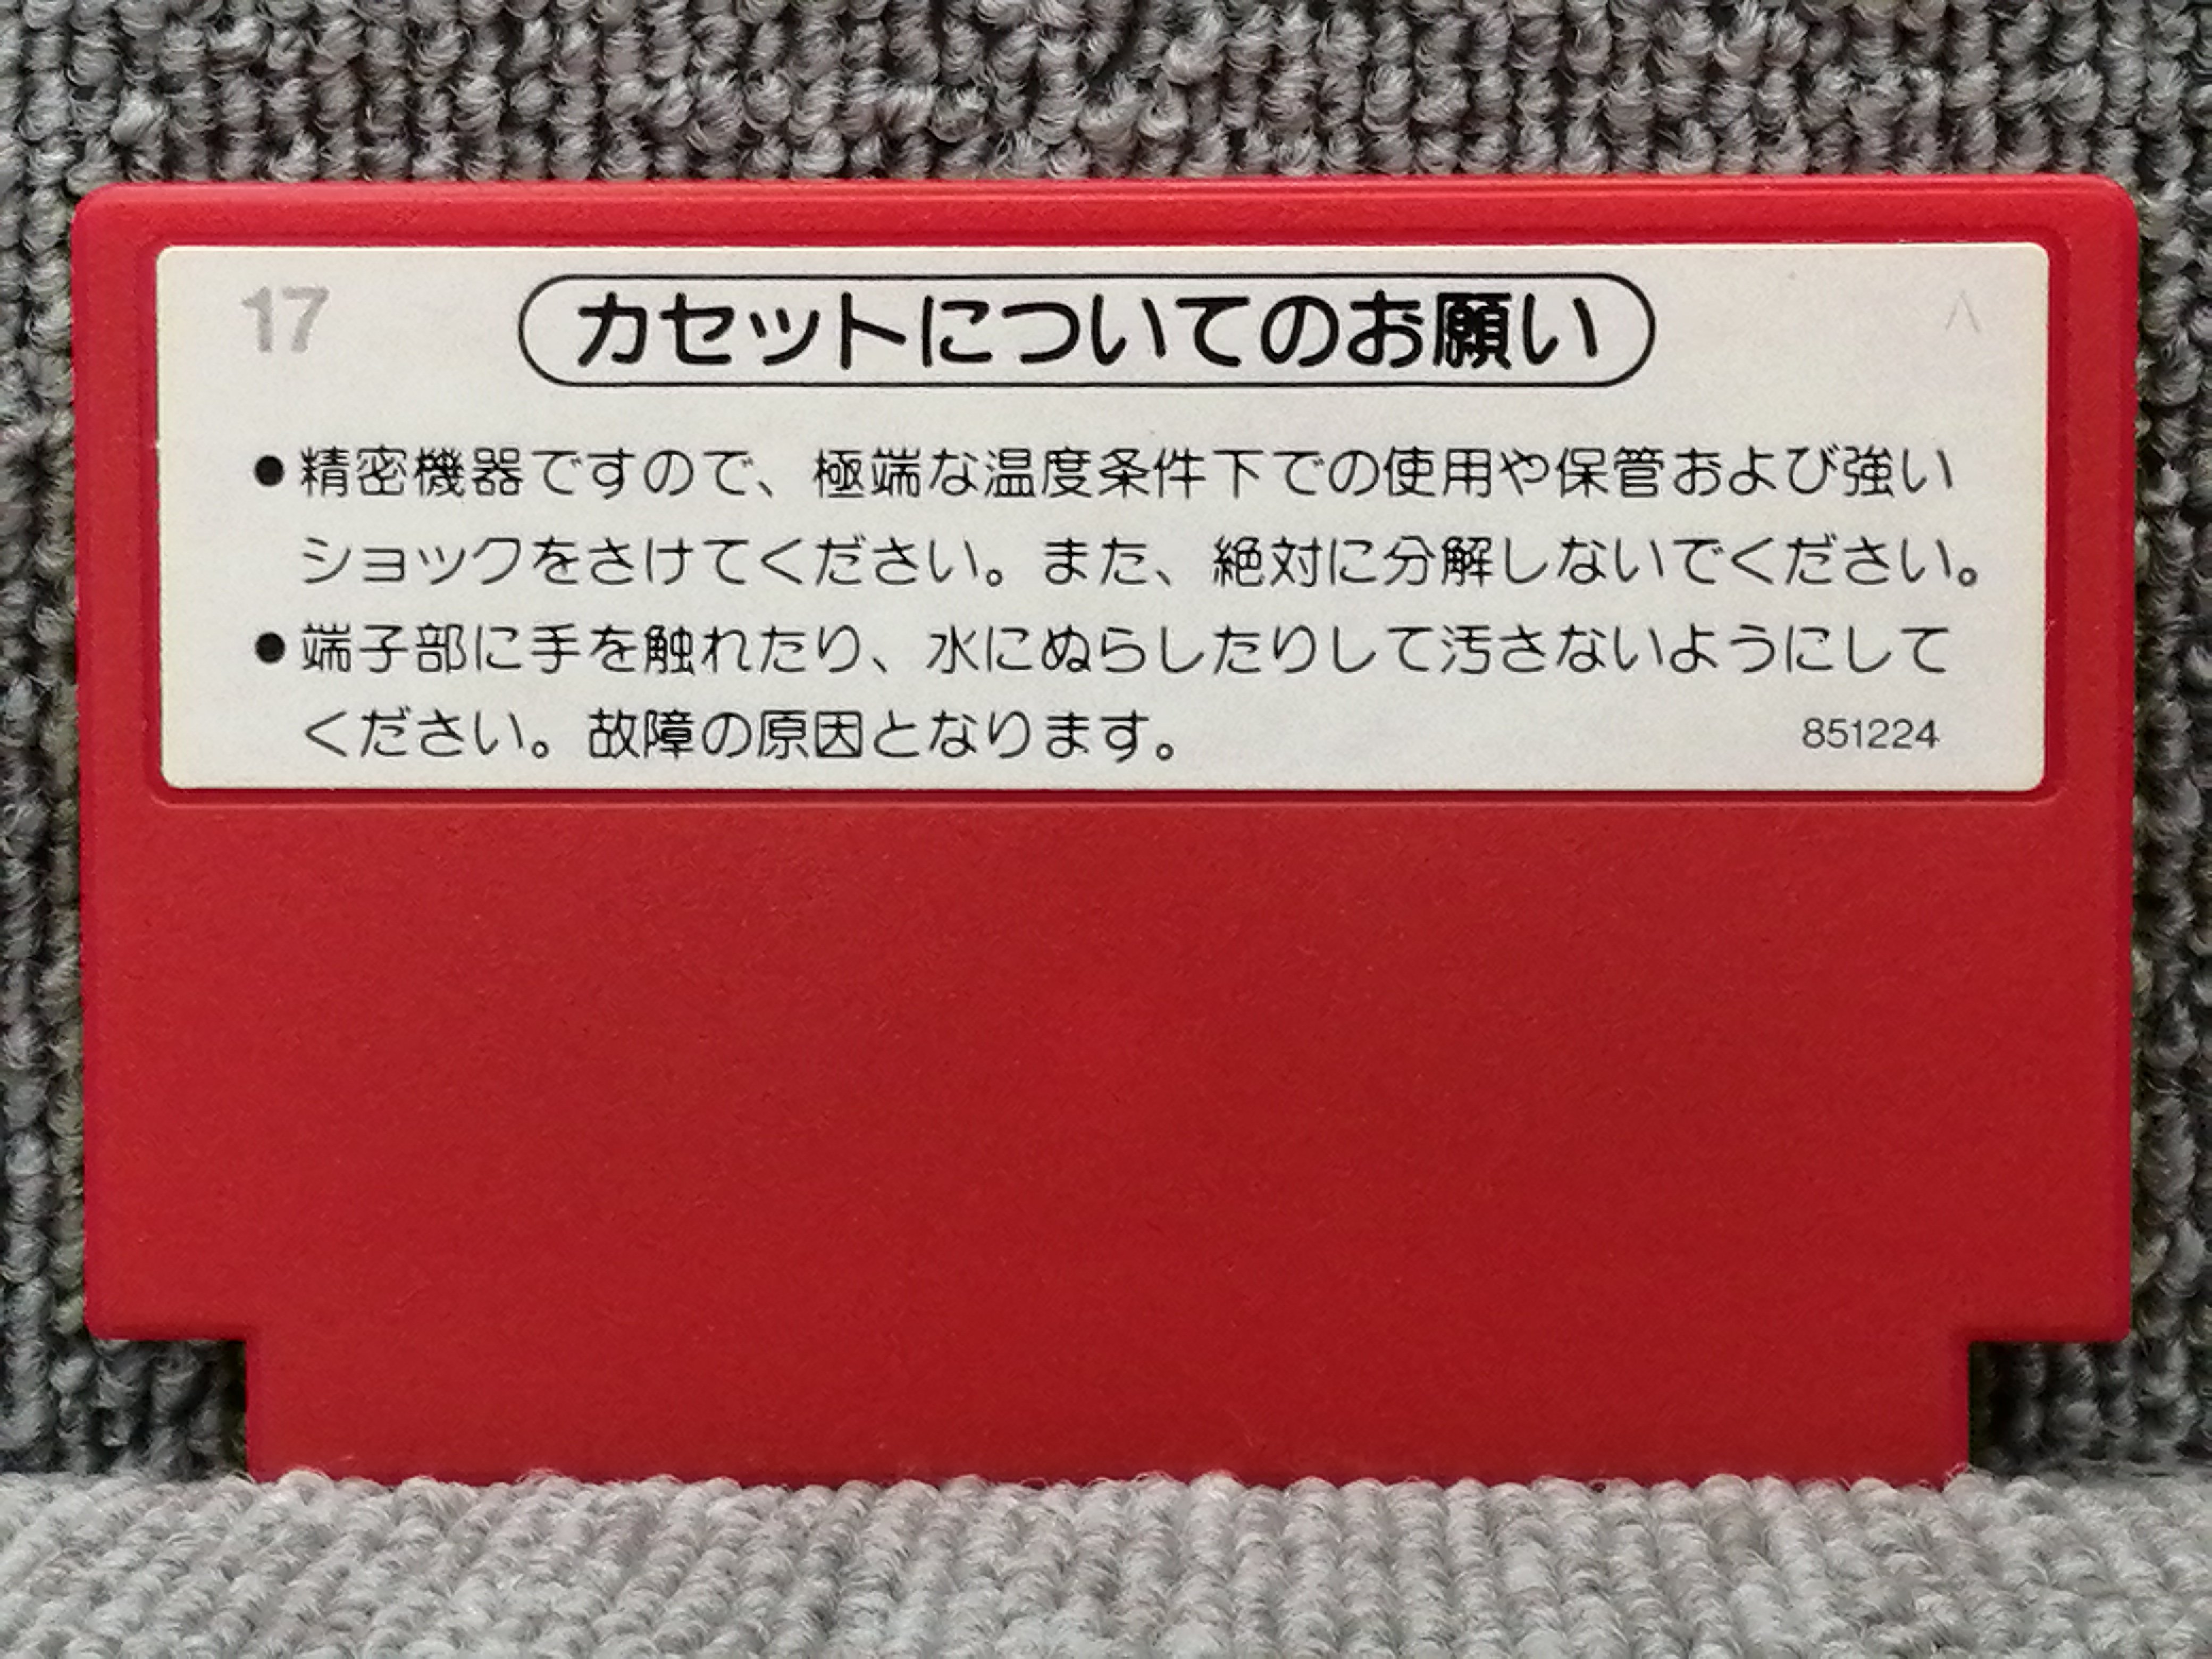 17
カセットについてのお願い
●精密機器ですので、極端な温度条件下での使用や保管および強い
ショックをさけてください。また、絶対に分解しないでください。
●端子部に手を触れたり、水にぬらしたりして汚さないようにして
ください。故障の原因となります。
851224